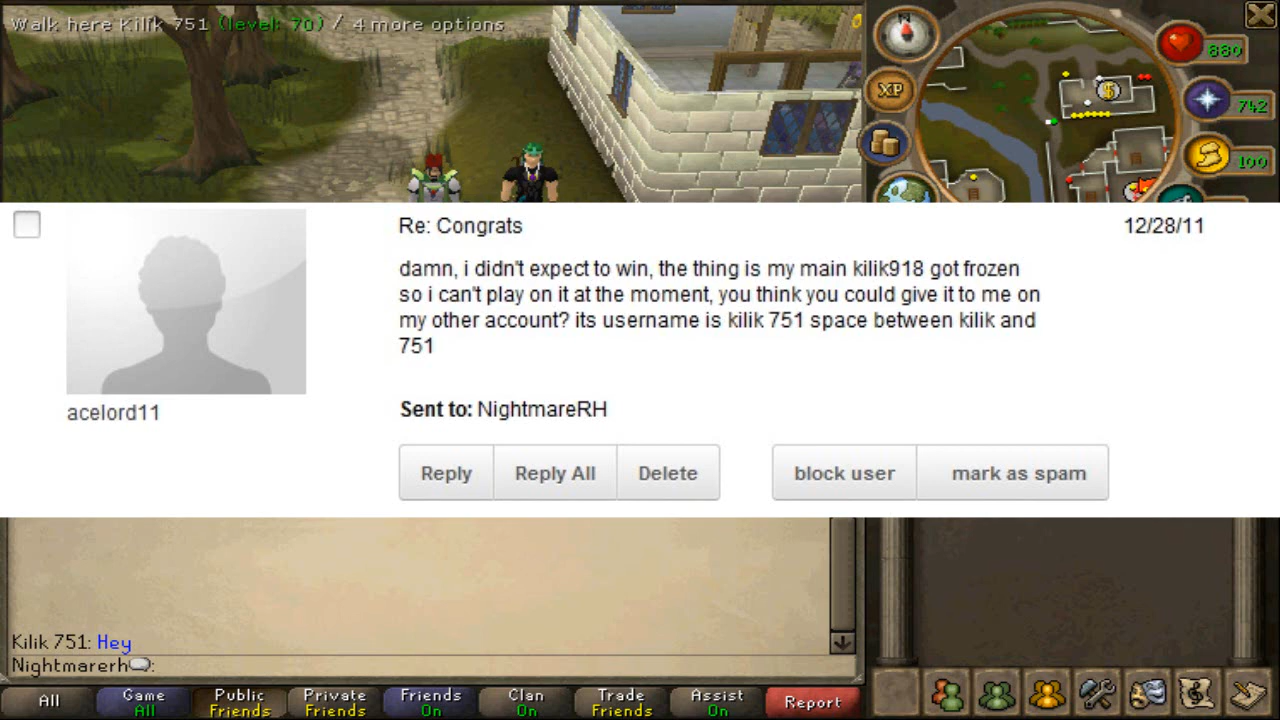 Walk here Kilik 751 (level: 70) / 4 more options
N
880
XP
742
100
Re: Congrats
12/28/11
damn, i didn't expect to win, the thing is my main kilik918 got frozen
so i can't play on it at the moment, you think you could give it to me on
my other account? its username is kilik 751 space between kilik and
751
acelord11
Sent to: NightmareRH
Reply Reply All Delete block user mark as spam
Kilik 751: Hey
Nightmarerh:
All Game Public Private Friends Clan Trade Assist Report
All Friends Friends On On Friends On